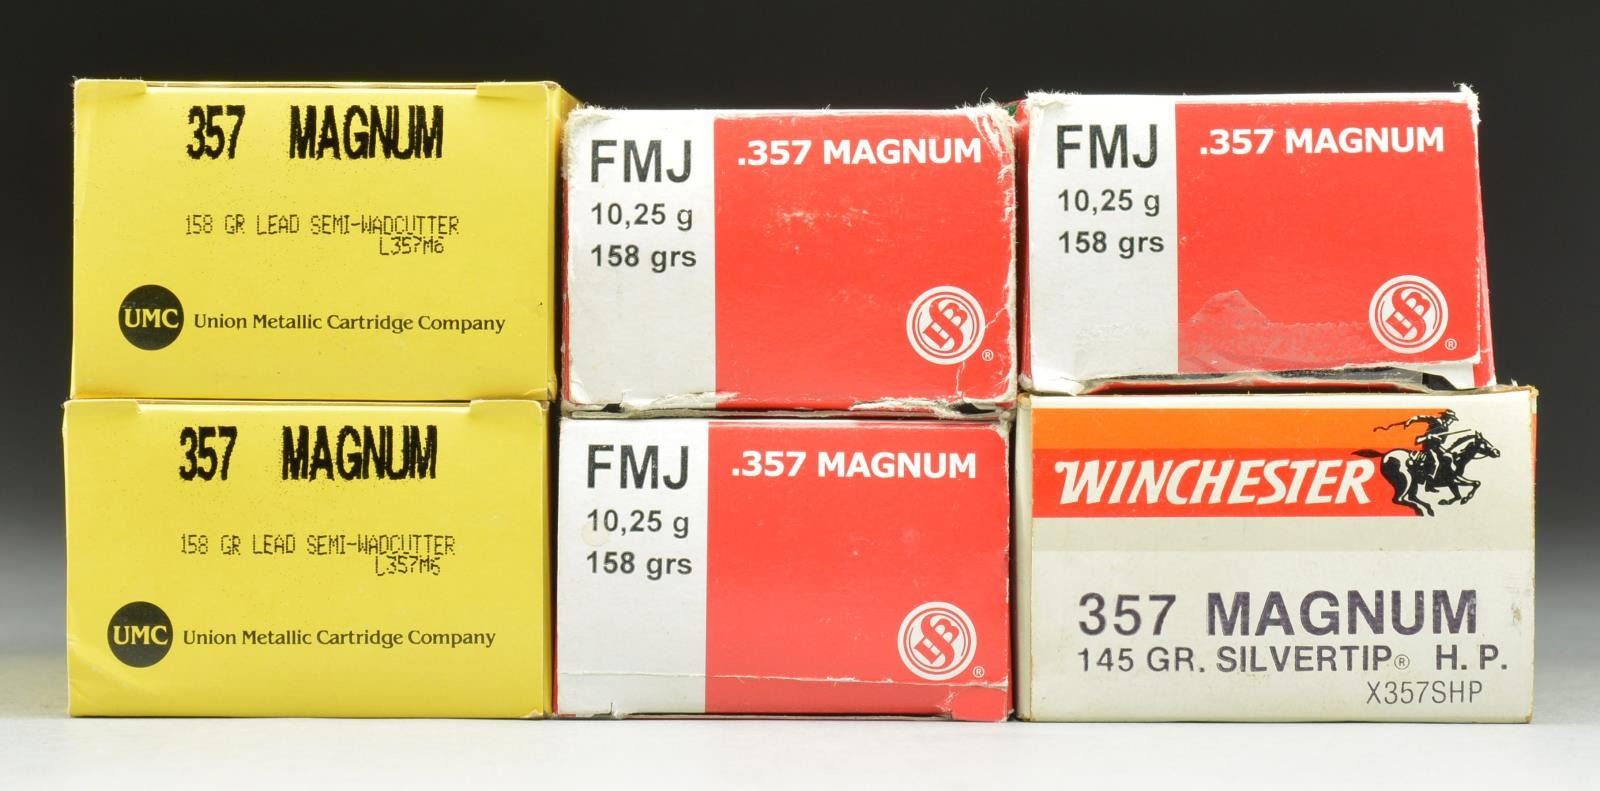 357 MAGNUM
158 GR LEAD SEMI-WADCUTTER
L357M6
UMC Union Metallic Cartridge Company
FMJ
10,25 g
158 grs
.357 MAGNUM
S&B
®
FMJ
10,25 g
158 grs
.357 MAGNUM
S&B
®
357 MAGNUM
158 GR LEAD SEMI-WADCUTTER
L357M6
UMC Union Metallic Cartridge Company
FMJ
10,25 g
158 grs
.357 MAGNUM
S&B
®
WINCHESTER
357 MAGNUM
145 GR. SILVERTIP® H. P.
X357SHP